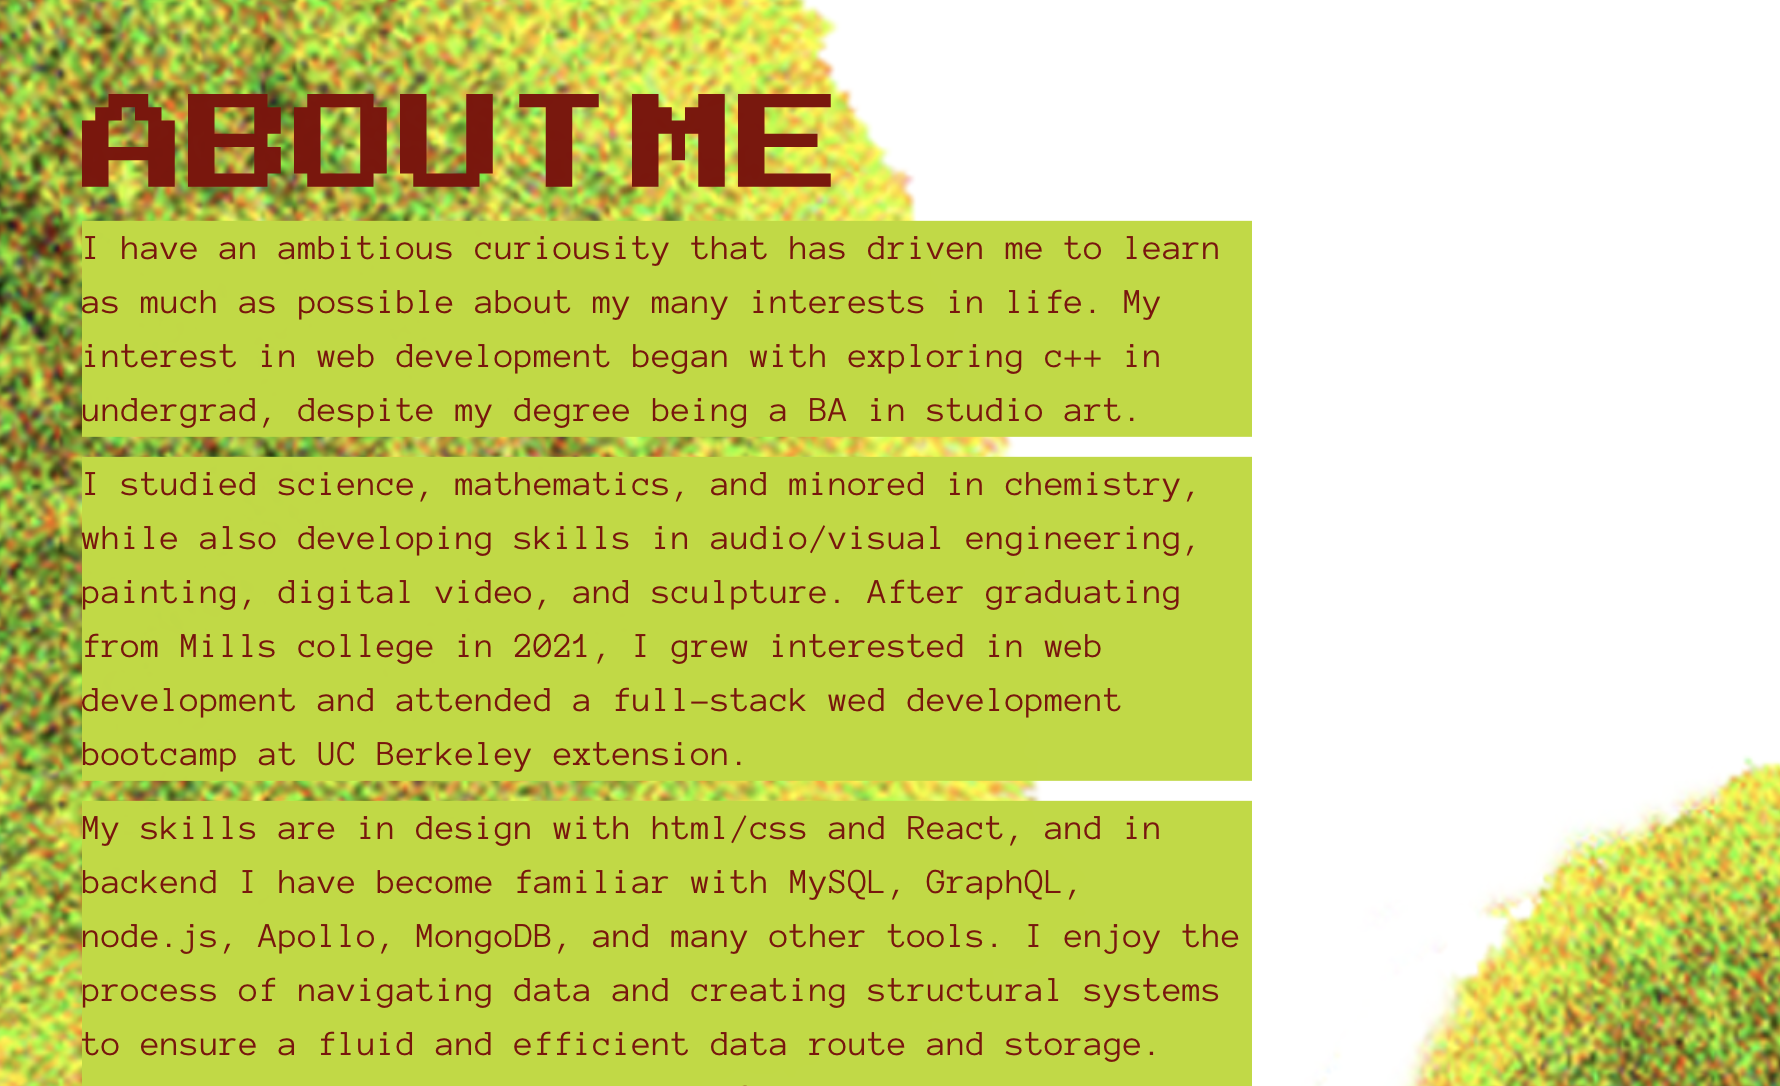 ABOUT ME
I have an ambitious curiousity that has driven me to learn
as much as possible about my many interests in life. My
interest in web development began with exploring c++ in
undergrad, despite my degree being a BA in studio art.
I studied science, mathematics, and minored in chemistry,
while also developing skills in audio/visual engineering,
painting, digital video, and sculpture. After graduating
from Mills college in 2021, I grew interested in web
development and attended a full-stack wed development
bootcamp at UC Berkeley extension.
My skills are in design with html/css and React, and in
backend I have become familiar with MySQL, GraphQL,
node.js, Apollo, MongoDB, and many other tools. I enjoy the
process of navigating data and creating structural systems
to ensure a fluid and efficient data route and storage.